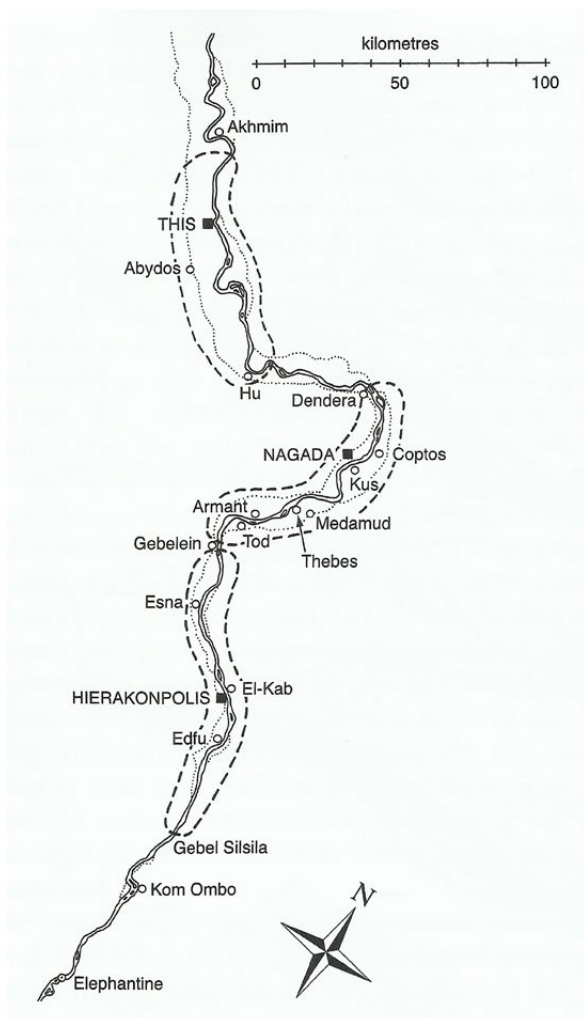 kilometres
0 50 100
Akhmim
THIS
Abydos
Hu
Dendera
NAGADA
Coptos
Kus
Armant
Medamud
Tod
Gebelein
Thebes
Esna
El-Kab
HIERAKONPOLIS
Edfu
Gebel Silsila
Kom Ombo
N
Elephantine